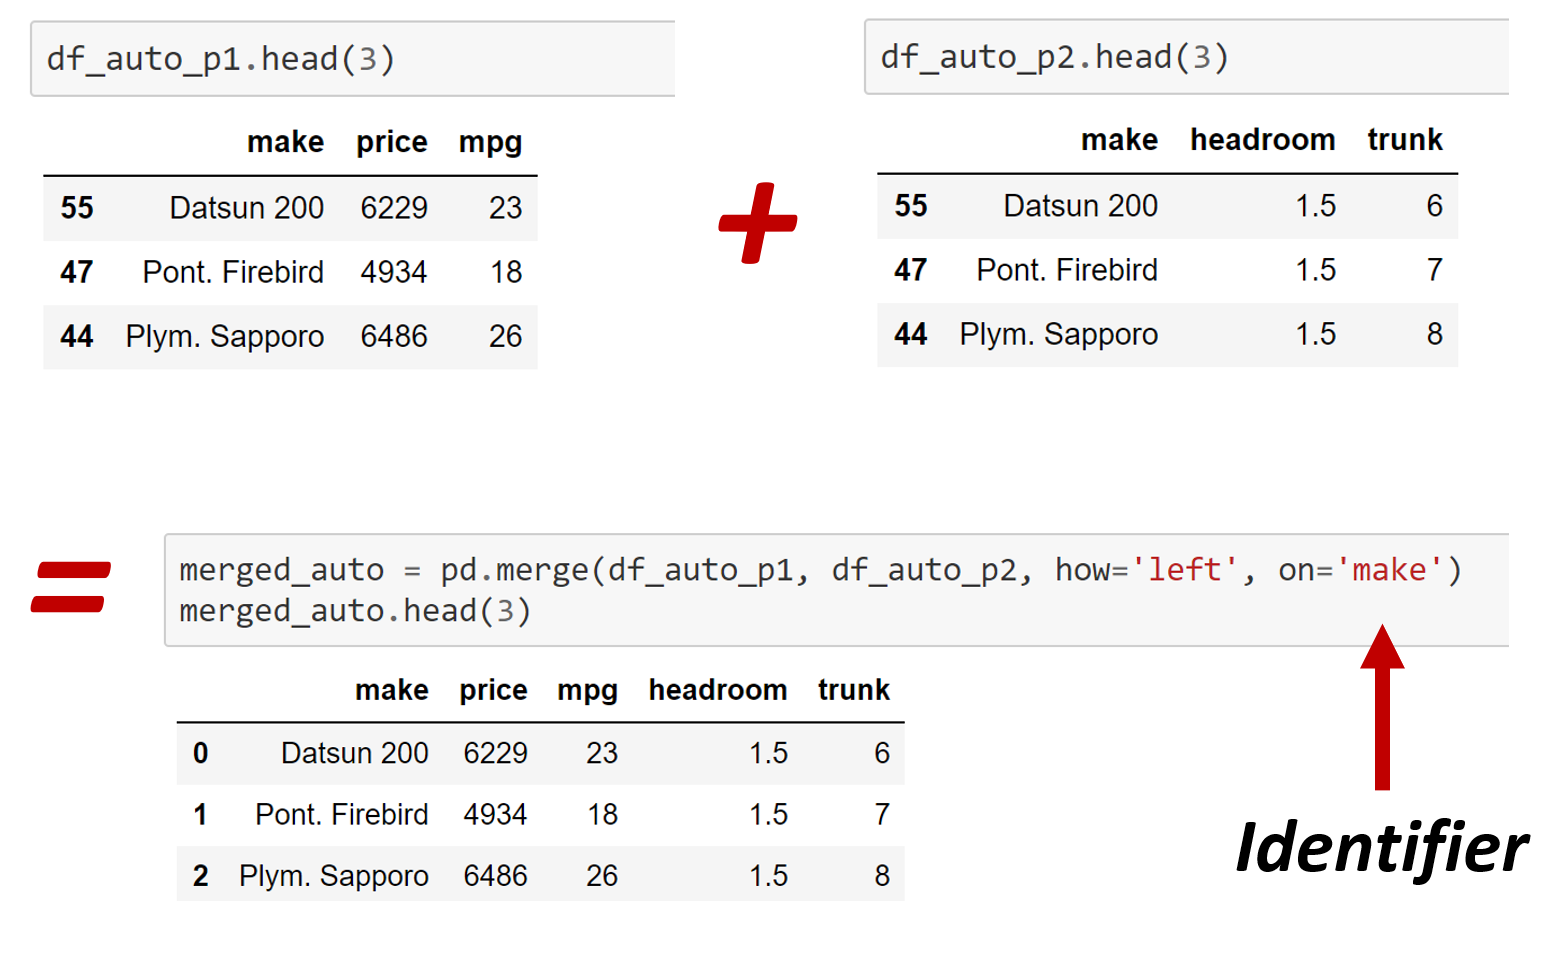 df_auto_p1.head(3)
make price mpg
55 Datsun 200 6229 23
47 Pont. Firebird 4934 18
44 Plym. Sapporo 6486 26
+
df_auto_p2.head(3)
make headroom trunk
55 Datsun 200 1.5 6
47 Pont. Firebird 1.5 7
44 Plym. Sapporo 1.5 8
=
merged_auto = pd.merge(df_auto_p1, df_auto_p2, how='left', on='make')
merged_auto.head(3)
make price mpg headroom trunk
0 Datsun 200 6229 23 1.5 6
1 Pont. Firebird 4934 18 1.5 7
2 Plym. Sapporo 6486 26 1.5 8
Identifier